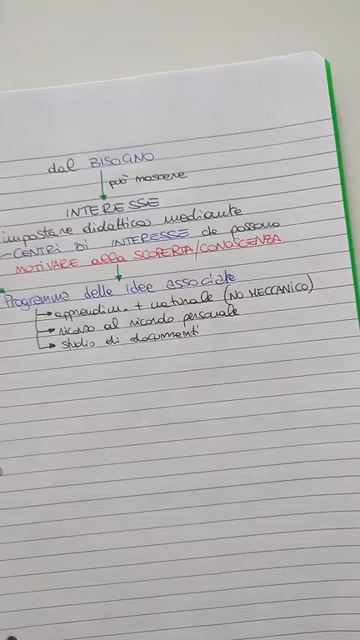 dal BISOGNO
può nascere
INTERESSE
impostare didattica mediante
CENTRI DI INTERESSE che possono
MOTIVARE alla SCOPERTA/CONOSCENZA
Programma delle idee associate
→ apprendim. + naturale (NO MECCANICO)
→ ricorso al ricordo personale
→ studio di documenti